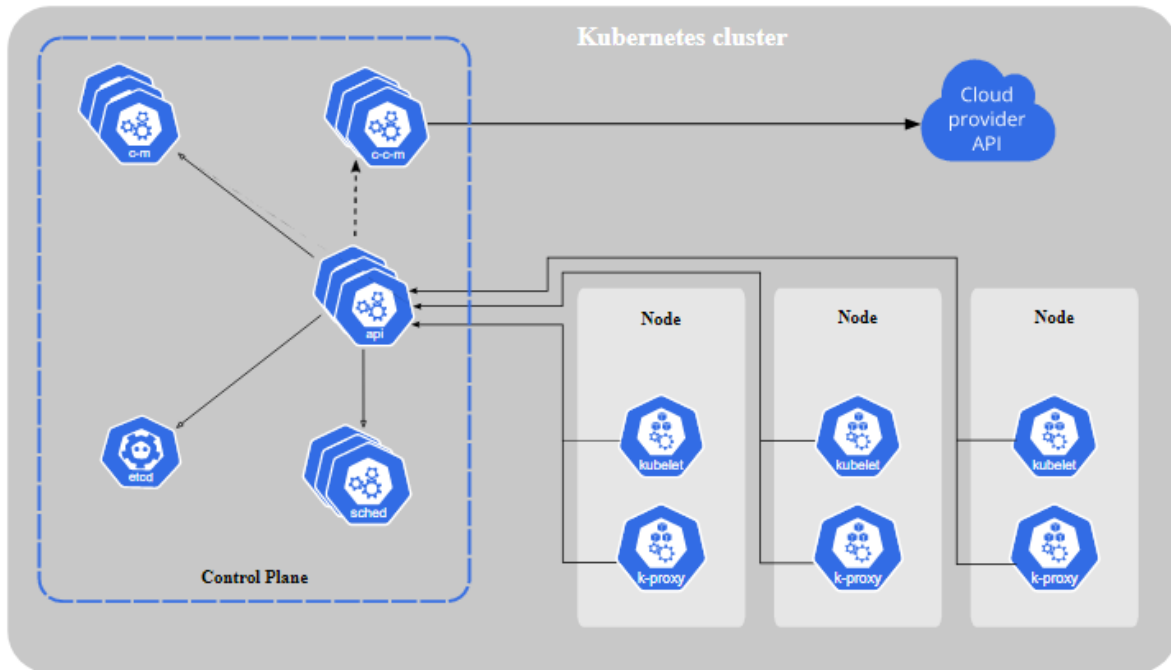 Kubernetes cluster
c-m
c-c-m
Cloud
provider
API
api
etcd
sched
Control Plane
Node
kubelet
k-proxy
Node
kubelet
k-proxy
Node
kubelet
k-proxy